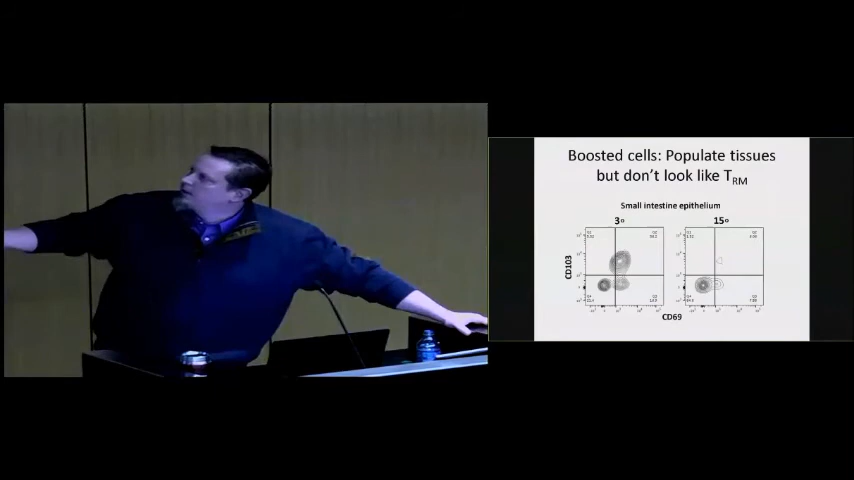 Boosted cells: Populate tissues
but don't look like TRM
Small intestine epithelium
3° 15°
CD103
CD69